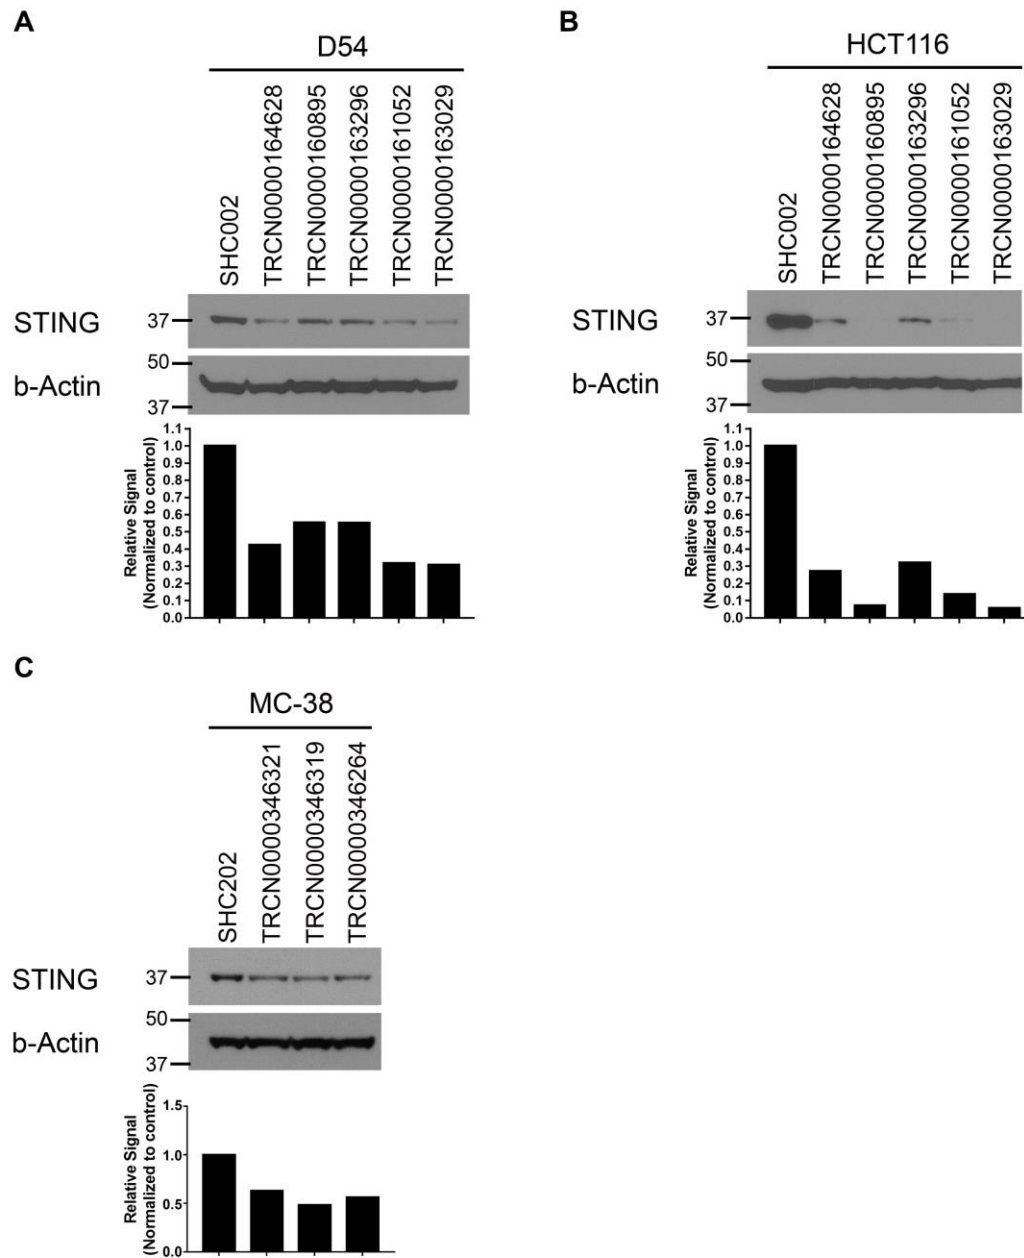 A
D54
SHC002
TRCN0000164628
TRCN0000160895
TRCN0000163296
TRCN0000161052
TRCN0000163029
STING
37
b-Actin
50
37
Relative Signal
(Normalized to control)
1.1
1.0
0.9
0.8
0.7
0.6
0.5
0.4
0.3
0.2
0.1
0.0
B
HCT116
SHC002
TRCN0000164628
TRCN0000160895
TRCN0000163296
TRCN0000161052
TRCN0000163029
STING
37
b-Actin
50
37
Relative Signal
(Normalized to control)
1.1
1.0
0.9
0.8
0.7
0.6
0.5
0.4
0.3
0.2
0.1
0.0
C
MC-38
SHC202
TRCN0000346321
TRCN0000346319
TRCN0000346264
STING
37
b-Actin
50
37
Relative Signal
(Normalized to control)
1.5
1.0
0.5
0.0